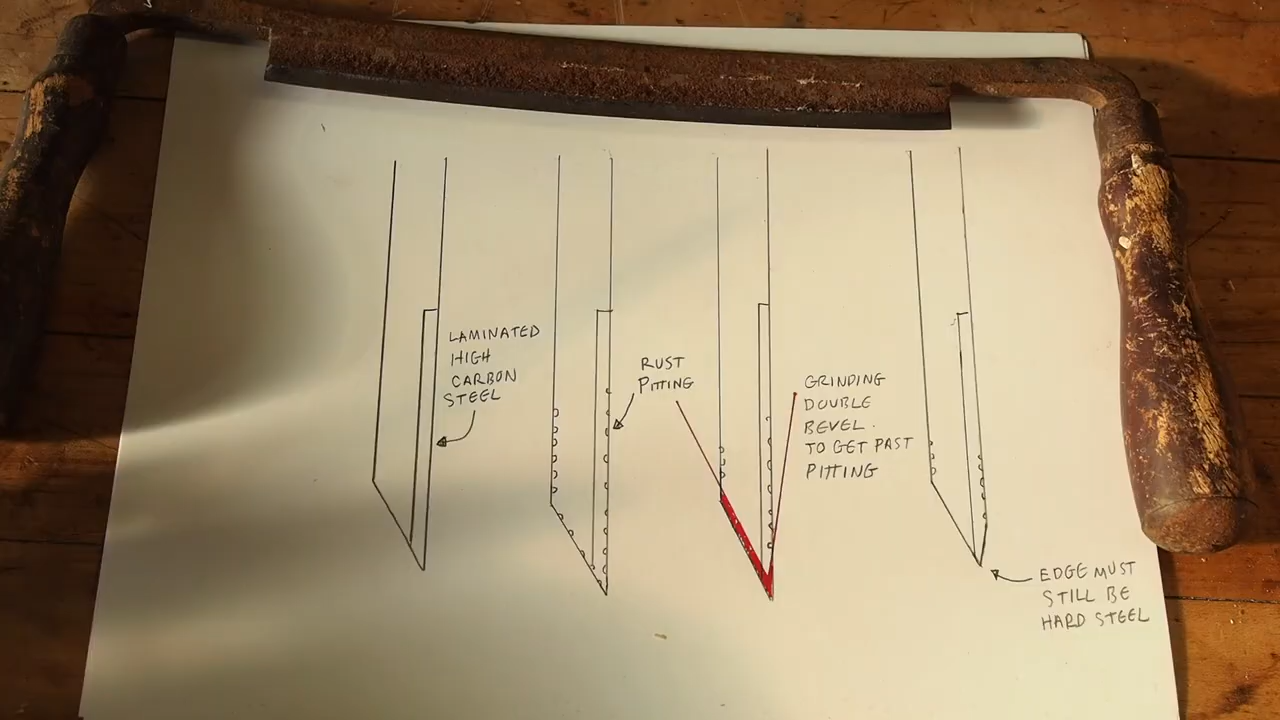 LAMINATED
HIGH
CARBON
STEEL
RUST
PITTING
GRINDING
DOUBLE
BEVEL.
TO GET PAST
PITTING
EDGE MUST
STILL BE
HARD STEEL